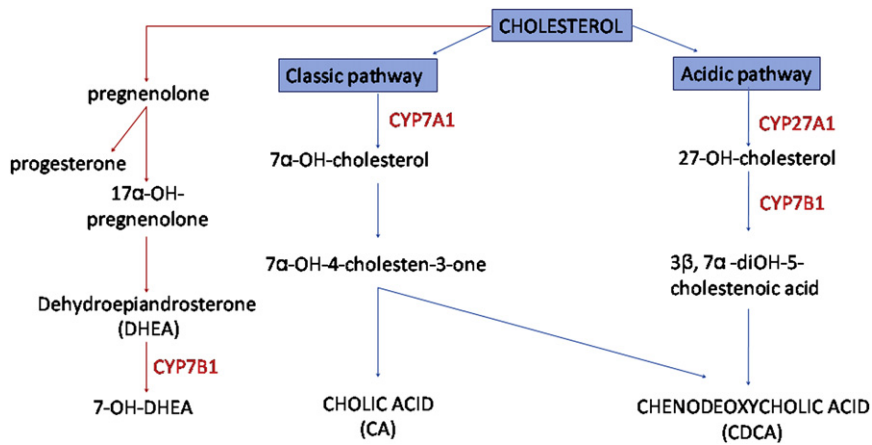 CHOLESTEROL
Classic pathway
Acidic pathway
pregnenolone
CYP7A1
CYP27A1
progesterone
7α-OH-cholesterol
27-OH-cholesterol
17α-OH-
pregnenolone
CYP7B1
7α-OH-4-cholesten-3-one
3β, 7α -diOH-5-
cholestenoic acid
Dehydroepiandrosterone
(DHEA)
CYP7B1
7-OH-DHEA
CHOLIC ACID
(CA)
CHENODEOXYCHOLIC ACID
(CDCA)